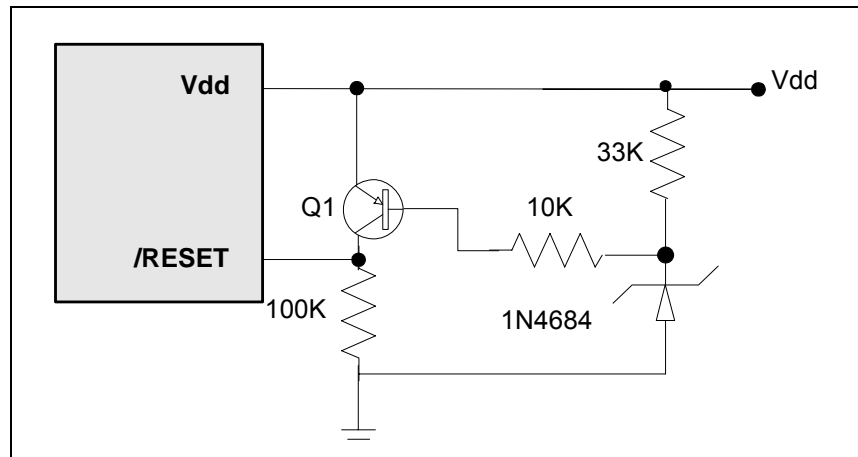 Vdd
Vdd
33K
Q1
10K
/RESET
100K
1N4684